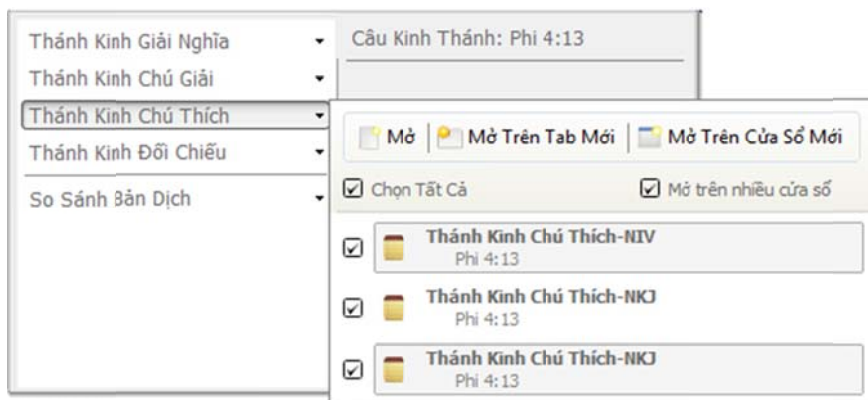 Thánh Kinh Giải Nghĩa
Thánh Kinh Chú Giải
Thánh Kinh Chú Thích
Thánh Kinh Đối Chiếu
So Sánh Bản Dịch
Câu Kinh Thánh: Phi 4:13
Mở Mở Trên Tab Mới Mở Trên Cửa Sổ Mới
Chọn Tất Cả Mở trên nhiều cửa sổ
Thánh Kinh Chú Thích-NIV
Phi 4:13
Thánh Kinh Chú Thích-NKJ
Phi 4:13
Thánh Kinh Chú Thích-NKJ
Phi 4:13